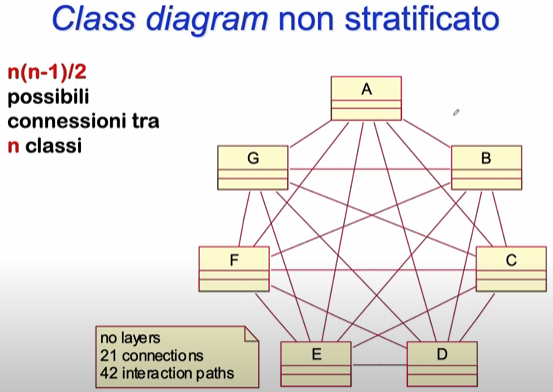 Class diagram non stratificato
n(n-1)/2
possibili
connessioni tra
n classi
A
G
B
F
C
E
D
no layers
21 connections
42 interaction paths